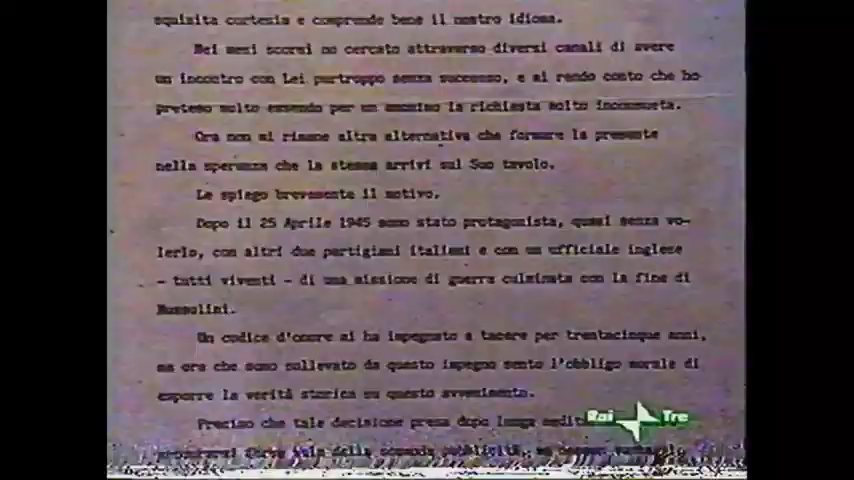 squisita cortesia e comprende bene il nostro idioma.
Nei mesi scorsi ho cercato attraverso diversi canali di avere
un incontro con Lei purtroppo senza successo, e mi rendo conto che ho
preteso molto essendo per un anonimo la richiesta molto inconsueta.
Ora non mi rimane altra alternativa che formare la presente
nella speranza che la stessa arrivi sul Suo tavolo.
Le spiego brevemente il motivo.
Dopo il 25 Aprile 1945 sono stato protagonista, quasi senza vo-
lerlo, con altri due partigiani italiani e con un ufficiale inglese
- tutti viventi - di una missione di guerra culminata con la fine di
Mussolini.
Un codice d'onore mi ha impegnato a tacere per trentacinque anni,
ma ora che sono sollevato da questo impegno sento l'obbligo morale di
esporre la verità storica su questo avvenimento.
Preciso che tale decisione presa dopo lunga
Rai Tre
della pubblicità,